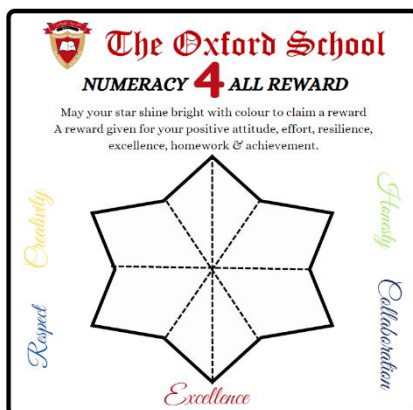 The Oxford School
NUMERACY 4 ALL REWARD
May your star shine bright with colour to claim a reward
A reward given for your positive attitude, effort, resilience,
excellence, homework & achievement.
Creativity
Honesty
Respect
Collaboration
Excellence